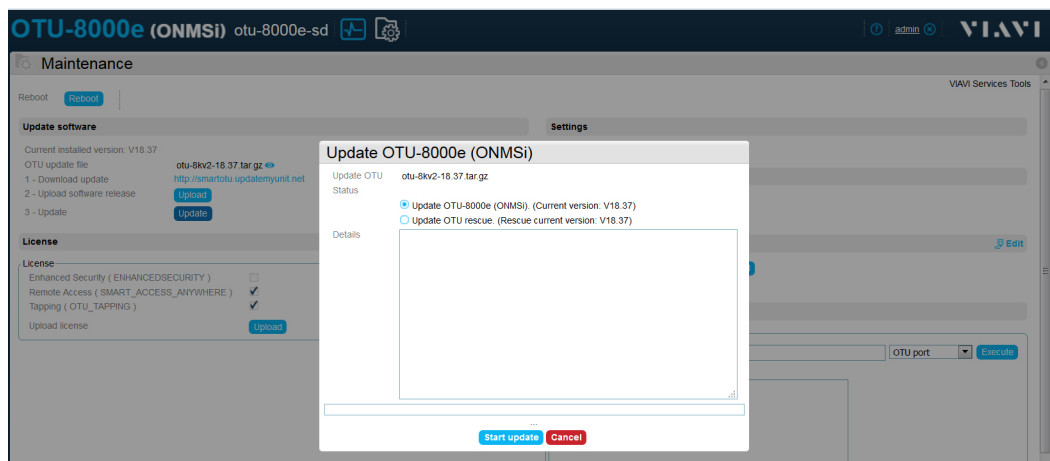 OTU-8000e (ONMSi) otu-8000e-sd
admin
VIAVI
Maintenance
VIAVI Services Tools
Reboot Reboot
Update software
Settings
Current installed version: V18.37
OTU update file otu-8kv2-18.37.tar.gz
1 - Download update http://smartotu.updatemyunit.net
2 - Upload software release Upload
3 - Update Update
License
Edit
License
Enhanced Security ( ENHANCEDSECURITY )
Remote Access ( SMART_ACCESS_ANYWHERE )
Tapping ( OTU_TAPPING )
Upload license Upload
Update OTU-8000e (ONMSi)
Update OTU otu-8kv2-18.37.tar.gz
Status
Update OTU-8000e (ONMSi). (Current version: V18.37)
Update OTU rescue. (Rescue current version: V18.37)
Details
...
Start update Cancel
OTU port Execute